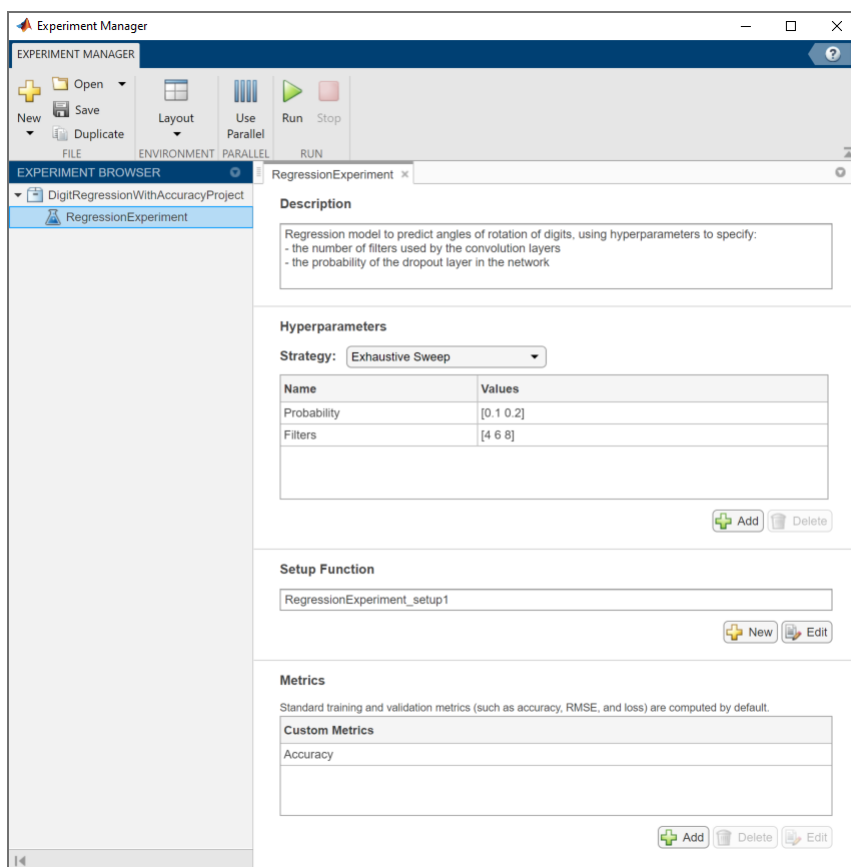 Experiment Manager
EXPERIMENT MANAGER
?
New
Open
Save
Duplicate
Layout
Use
Parallel
Run
Stop
FILE
ENVIRONMENT
PARALLEL
RUN
EXPERIMENT BROWSER
DigitRegressionWithAccuracyProject
RegressionExperiment
RegressionExperiment ×
Description
Regression model to predict angles of rotation of digits, using hyperparameters to specify:
- the number of filters used by the convolution layers
- the probability of the dropout layer in the network
Hyperparameters
Strategy: Exhaustive Sweep
Name Values
Probability [0.1 0.2]
Filters [4 6 8]
Add Delete
Setup Function
RegressionExperiment_setup1
New Edit
Metrics
Standard training and validation metrics (such as accuracy, RMSE, and loss) are computed by default.
Custom Metrics
Accuracy
Add Delete Edit